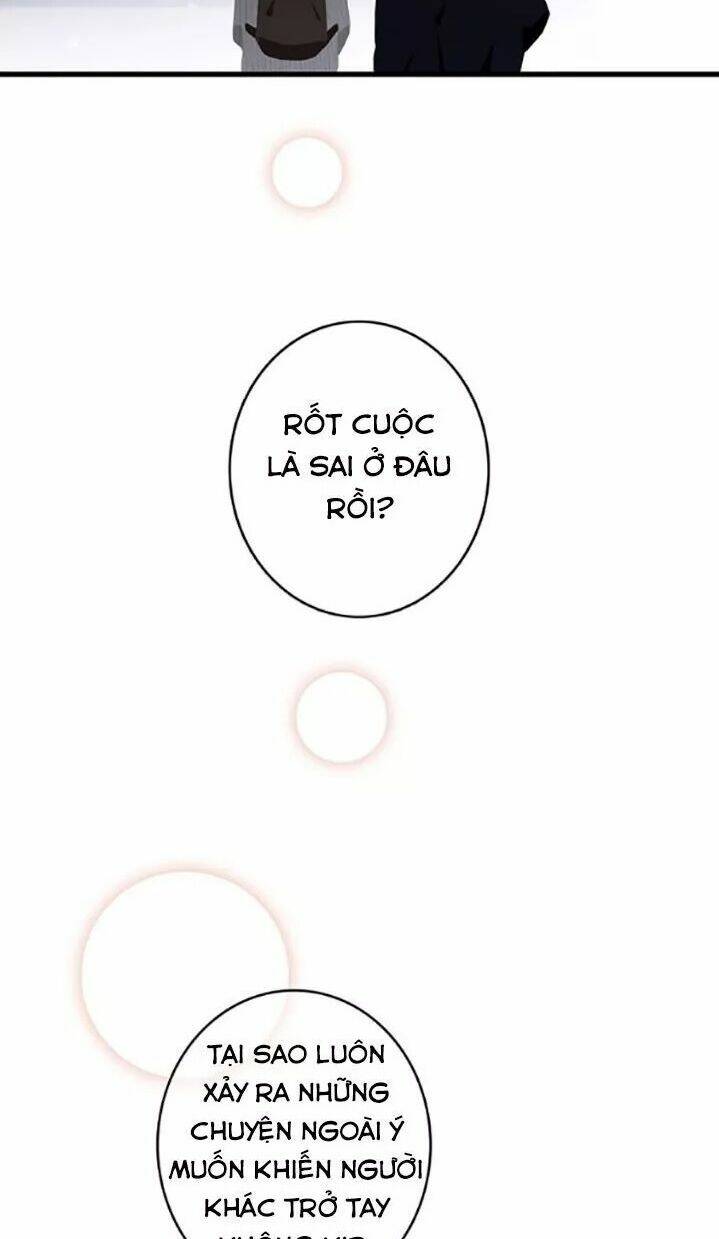 RỐT CUỘC
LÀ SAI Ở ĐÂU
RỒI?
TẠI SAO LUÔN
XẢY RA NHỮNG
CHUYỆN NGOÀI Ý
MUỐN KHIẾN NGƯỜI
KHÁC TRỞ TAY